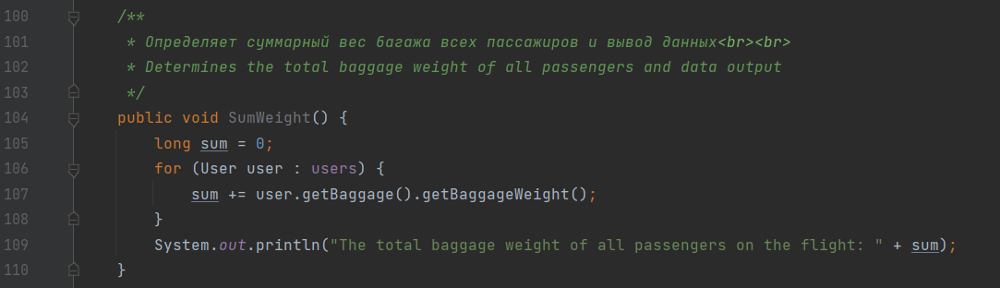 100 /**
101 * Определяет суммарный вес багажа всех пассажиров и вывод данных<br><br>
102 * Determines the total baggage weight of all passengers and data output
103 */
104 public void SumWeight() {
105 long sum = 0;
106 for (User user : users) {
107 sum += user.getBaggage().getBaggageWeight();
108 }
109 System.out.println("The total baggage weight of all passengers on the flight: " + sum);
110 }